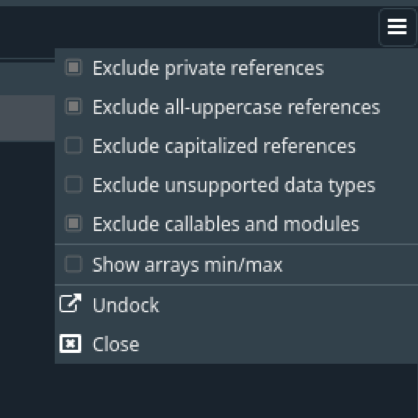 Exclude private references
Exclude all-uppercase references
Exclude capitalized references
Exclude unsupported data types
Exclude callables and modules
Show arrays min/max
Undock
Close